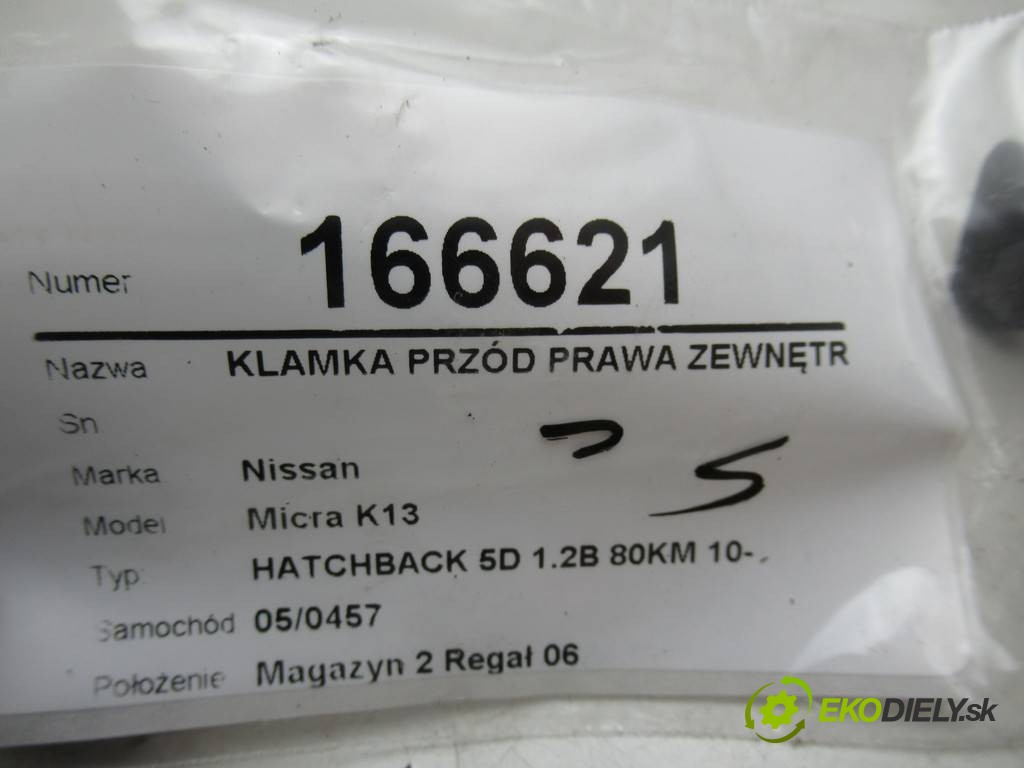 Numer 166621
Nazwa KLAMKA PRZÓD PRAWA ZEWNĘTR
Sn
Marka Nissan
Model Micra K13
Typ HATCHBACK 5D 1.2B 80KM 10-
Samochód 05/0457
Położenie Magazyn 2 Regał 06
EKODIELY.sk